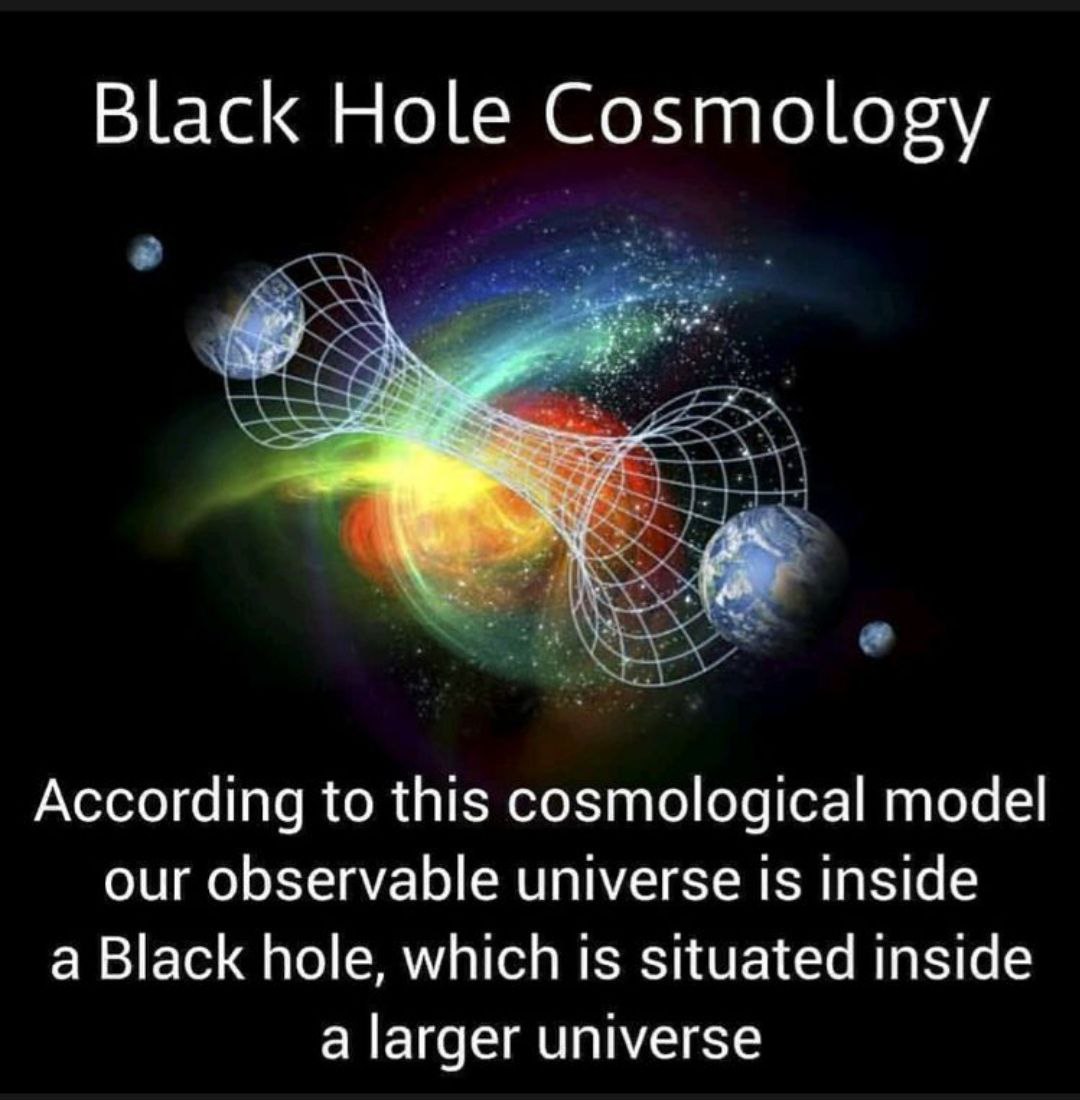 Black Hole Cosmology
According to this cosmological model
our observable universe is inside
a Black hole, which is situated inside
a larger universe